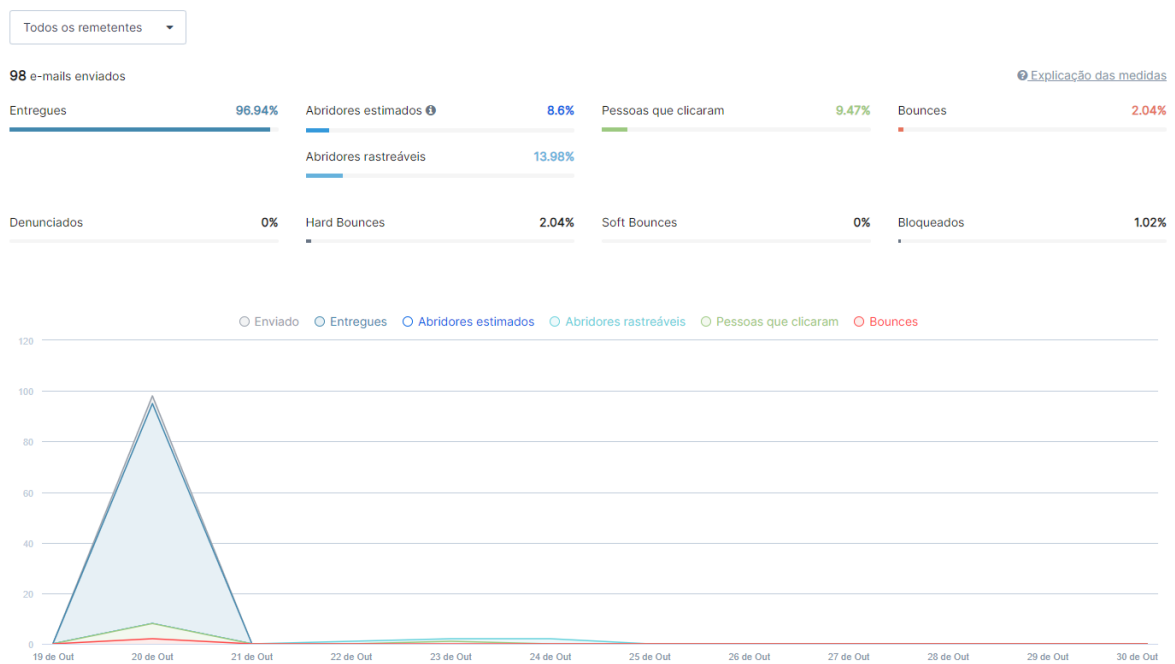 Todos os remetentes
98 e-mails enviados
Explicação das medidas
Entregues 96.94%
Abridores estimados 8.6%
Pessoas que clicaram 9.47%
Bounces 2.04%
Abridores rastreáveis 13.98%
Denunciados 0%
Hard Bounces 2.04%
Soft Bounces 0%
Bloqueados 1.02%
Enviado Entregues Abridores estimados Abridores rastreáveis Pessoas que clicaram Bounces
120
100
80
60
40
20
0
19 de Out 20 de Out 21 de Out 22 de Out 23 de Out 24 de Out 25 de Out 26 de Out 27 de Out 28 de Out 29 de Out 30 de Out